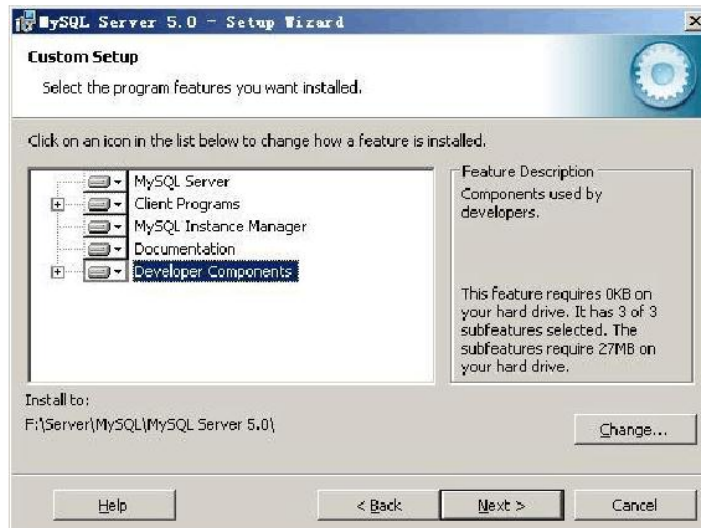 MySQL Server 5.0 - Setup Wizard
Custom Setup
Select the program features you want installed.
Click on an icon in the list below to change how a feature is installed.
MySQL Server
Client Programs
MySQL Instance Manager
Documentation
Developer Components
Feature Description
Components used by
developers.
This feature requires 0KB on
your hard drive. It has 3 of 3
subfeatures selected. The
subfeatures require 27MB on
your hard drive.
Install to:
F:\Server\MySQL\MySQL Server 5.0\
Change...
Help
< Back
Next >
Cancel